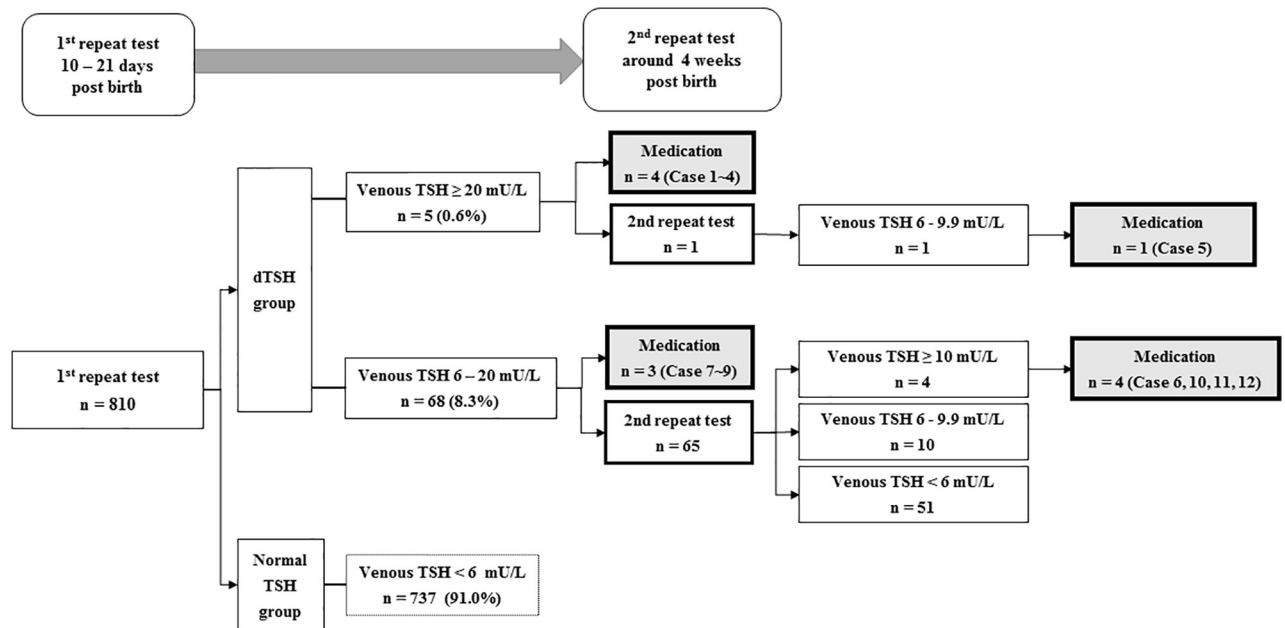 1st repeat test
10 – 21 days
post birth
2nd repeat test
around 4 weeks
post birth
1st repeat test
n = 810
dTSH
group
Venous TSH ≥ 20 mU/L
n = 5 (0.6%)
Medication
n = 4 (Case 1~4)
2nd repeat test
n = 1
Venous TSH 6 - 9.9 mU/L
n = 1
Medication
n = 1 (Case 5)
Venous TSH 6 – 20 mU/L
n = 68 (8.3%)
Medication
n = 3 (Case 7~9)
2nd repeat test
n = 65
Venous TSH ≥ 10 mU/L
n = 4
Medication
n = 4 (Case 6, 10, 11, 12)
Venous TSH 6 - 9.9 mU/L
n = 10
Venous TSH < 6 mU/L
n = 51
Normal
TSH
group
Venous TSH < 6 mU/L
n = 737 (91.0%)